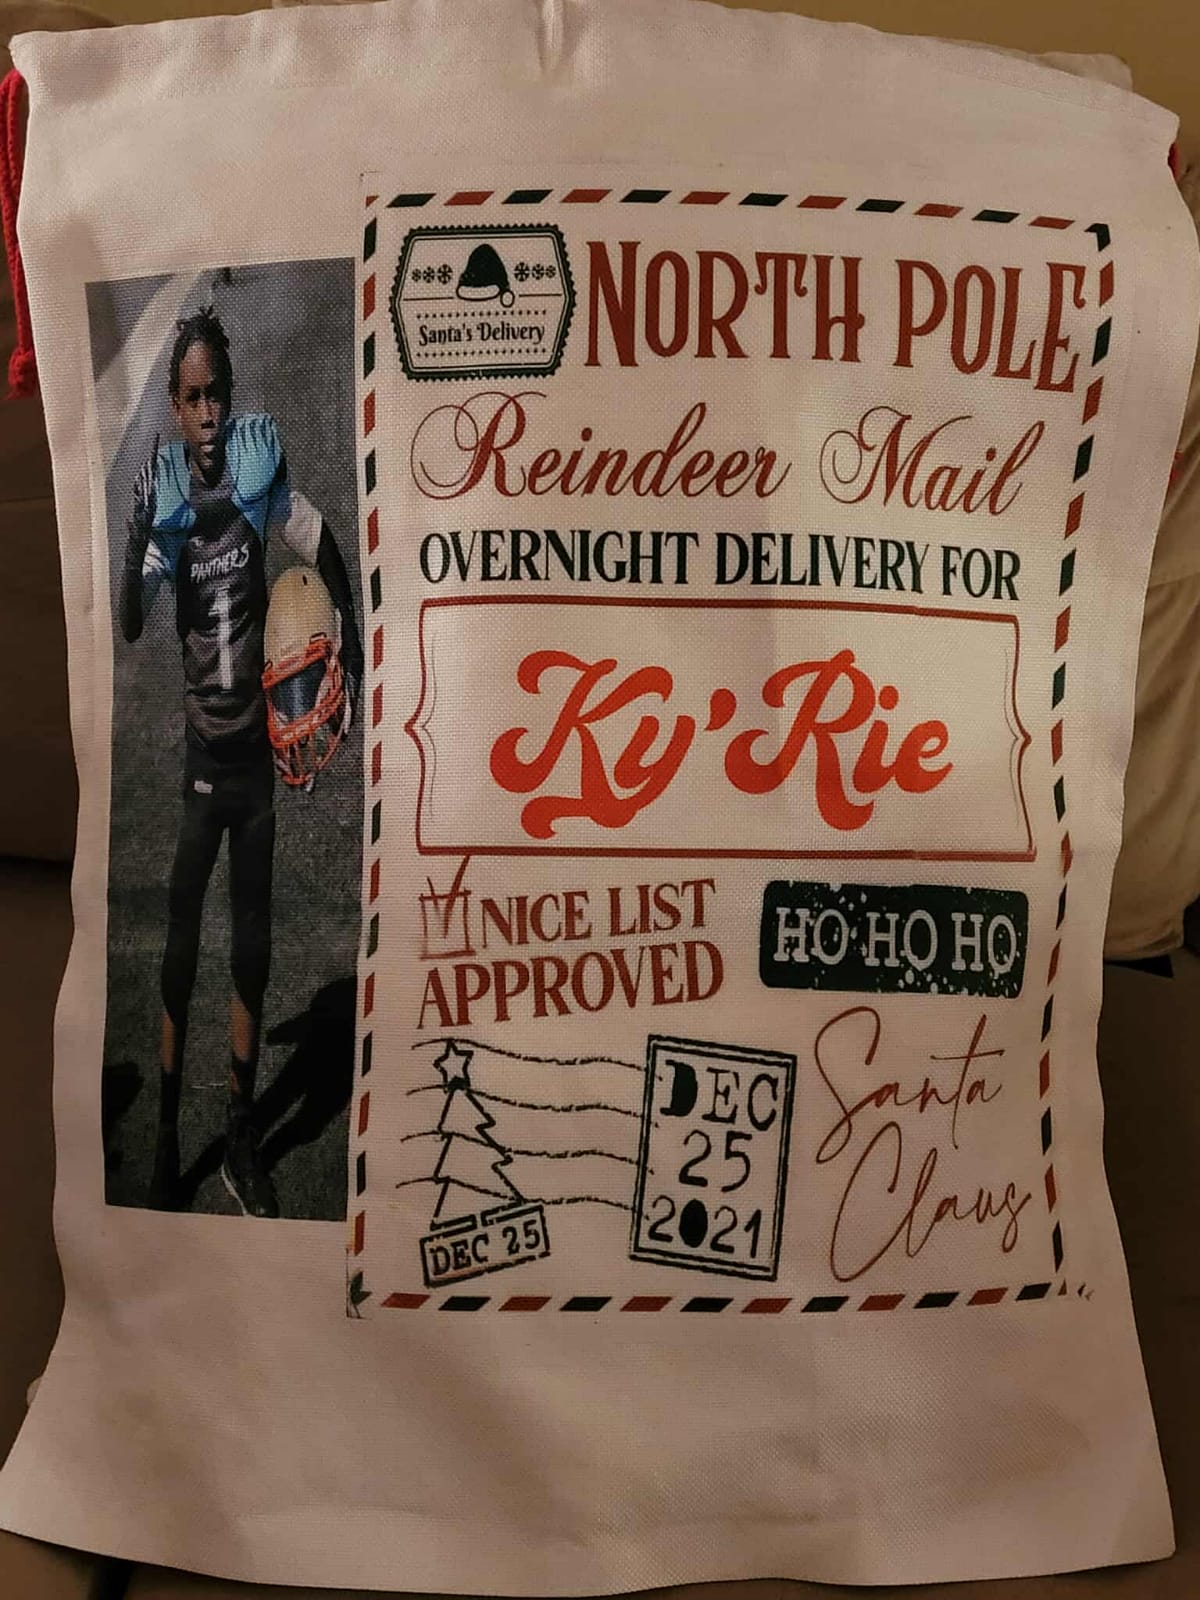 Santa's Delivery
NORTH POLE
Reindeer Mail
OVERNIGHT DELIVERY FOR
Ky'Rie
NICE LIST
APPROVED
HO HO HO
DEC
25
2021
DEC 25
Santa
Claus
PANTHERS
1